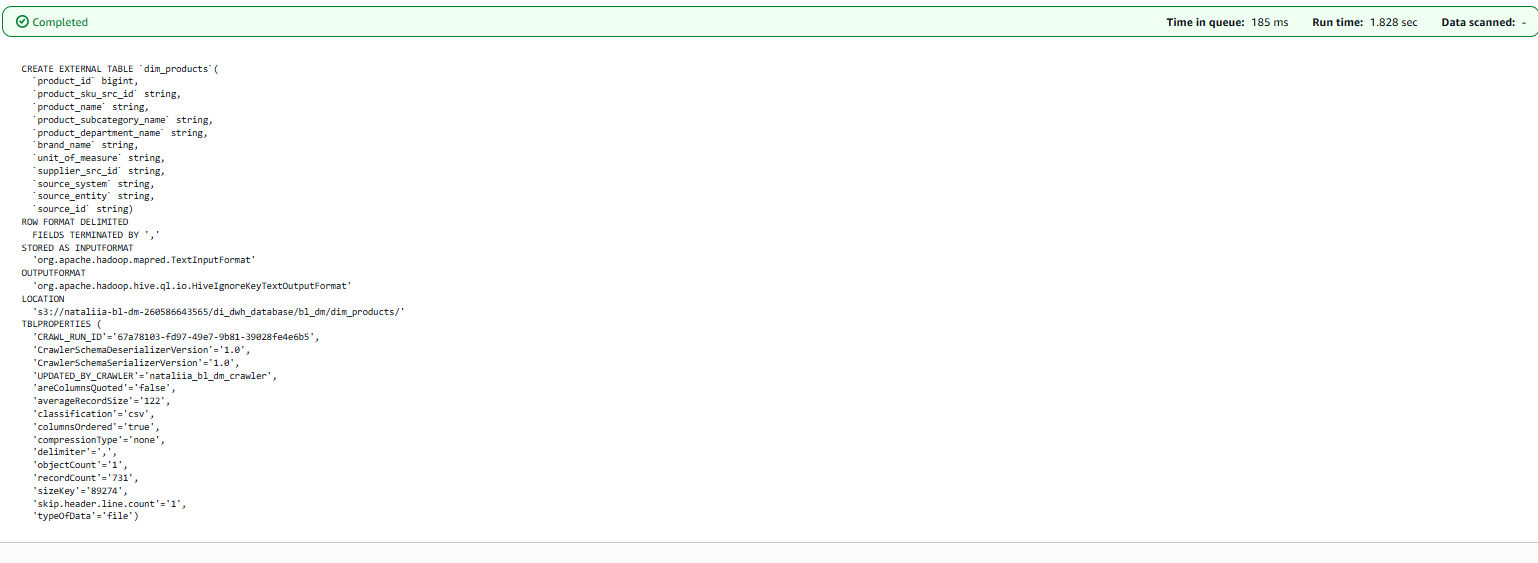 Completed Time in queue: 185 ms Run time: 1.828 sec Data scanned: -
CREATE EXTERNAL TABLE `dim_products`(
  `product_id` bigint,
  `product_sku_src_id` string,
  `product_name` string,
  `product_subcategory_name` string,
  `product_department_name` string,
  `brand_name` string,
  `unit_of_measure` string,
  `supplier_src_id` string,
  `source_system` string,
  `source_entity` string,
  `source_id` string)
ROW FORMAT DELIMITED
  FIELDS TERMINATED BY ','
STORED AS INPUTFORMAT
  'org.apache.hadoop.mapred.TextInputFormat'
OUTPUTFORMAT
  'org.apache.hadoop.hive.ql.io.HiveIgnoreKeyTextOutputFormat'
LOCATION
  's3://nataliia-bl-dm-260586643565/di_dwh_database/bl_dm/dim_products/'
TBLPROPERTIES (
  'CRAWL_RUN_ID'='67a78103-fd97-49e7-9b81-39028fe4e6b5',
  'CrawlerSchemaDeserializerVersion'='1.0',
  'CrawlerSchemaSerializerVersion'='1.0',
  'UPDATED_BY_CRAWLER'='nataliia_bl_dm_crawler',
  'areColumnsQuoted'='false',
  'averageRecordSize'='122',
  'classification'='csv',
  'columnsOrdered'='true',
  'compressionType'='none',
  'delimiter'=',',
  'objectCount'='1',
  'recordCount'='731',
  'sizeKey'='89274',
  'skip.header.line.count'='1',
  'typeOfData'='file')